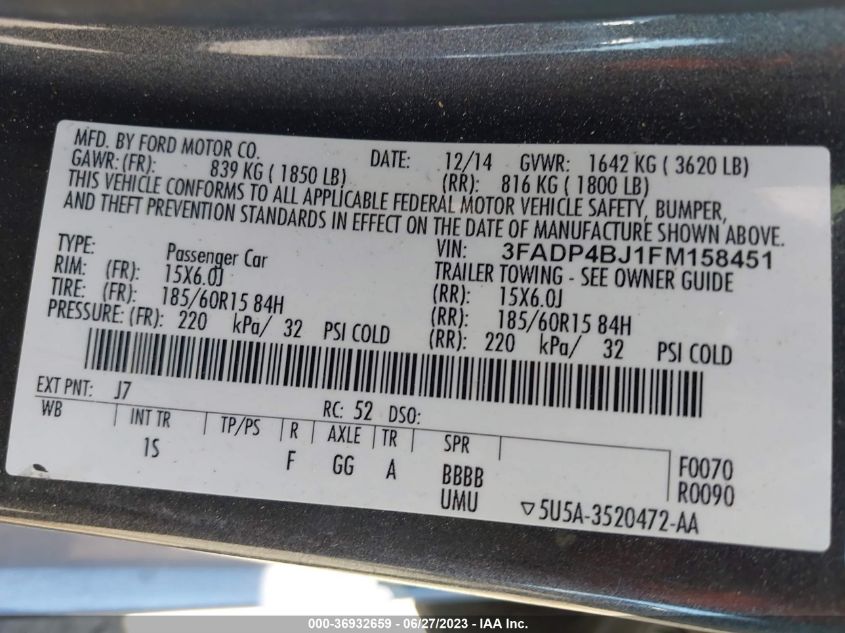 MFD. BY FORD MOTOR CO. DATE: 12/14 GVWR: 1642 KG ( 3620 LB)
GAWR: (FR): 839 KG ( 1850 LB) (RR): 816 KG ( 1800 LB)
THIS VEHICLE CONFORMS TO ALL APPLICABLE FEDERAL MOTOR VEHICLE SAFETY, BUMPER,
AND THEFT PREVENTION STANDARDS IN EFFECT ON THE DATE OF MANUFACTURE SHOWN ABOVE.
VIN: 3FADP4BJ1FM158451
TYPE: Passenger Car TRAILER TOWING - SEE OWNER GUIDE
RIM: (FR): 15X6.0J (RR): 15X6.0J
TIRE: (FR): 185/60R15 84H (RR): 185/60R15 84H
PRESSURE: (FR): 220 kPa/ 32 PSI COLD (RR): 220 kPa/ 32 PSI COLD
EXT PNT: J7 RC: 52 DSO:
WB INT TR TP/PS R AXLE TR SPR
1S F GG A BBBB F0070
UMU R0090
▽5U5A-3520472-AA
000-36932659 - 06/27/2023 - IAA Inc.